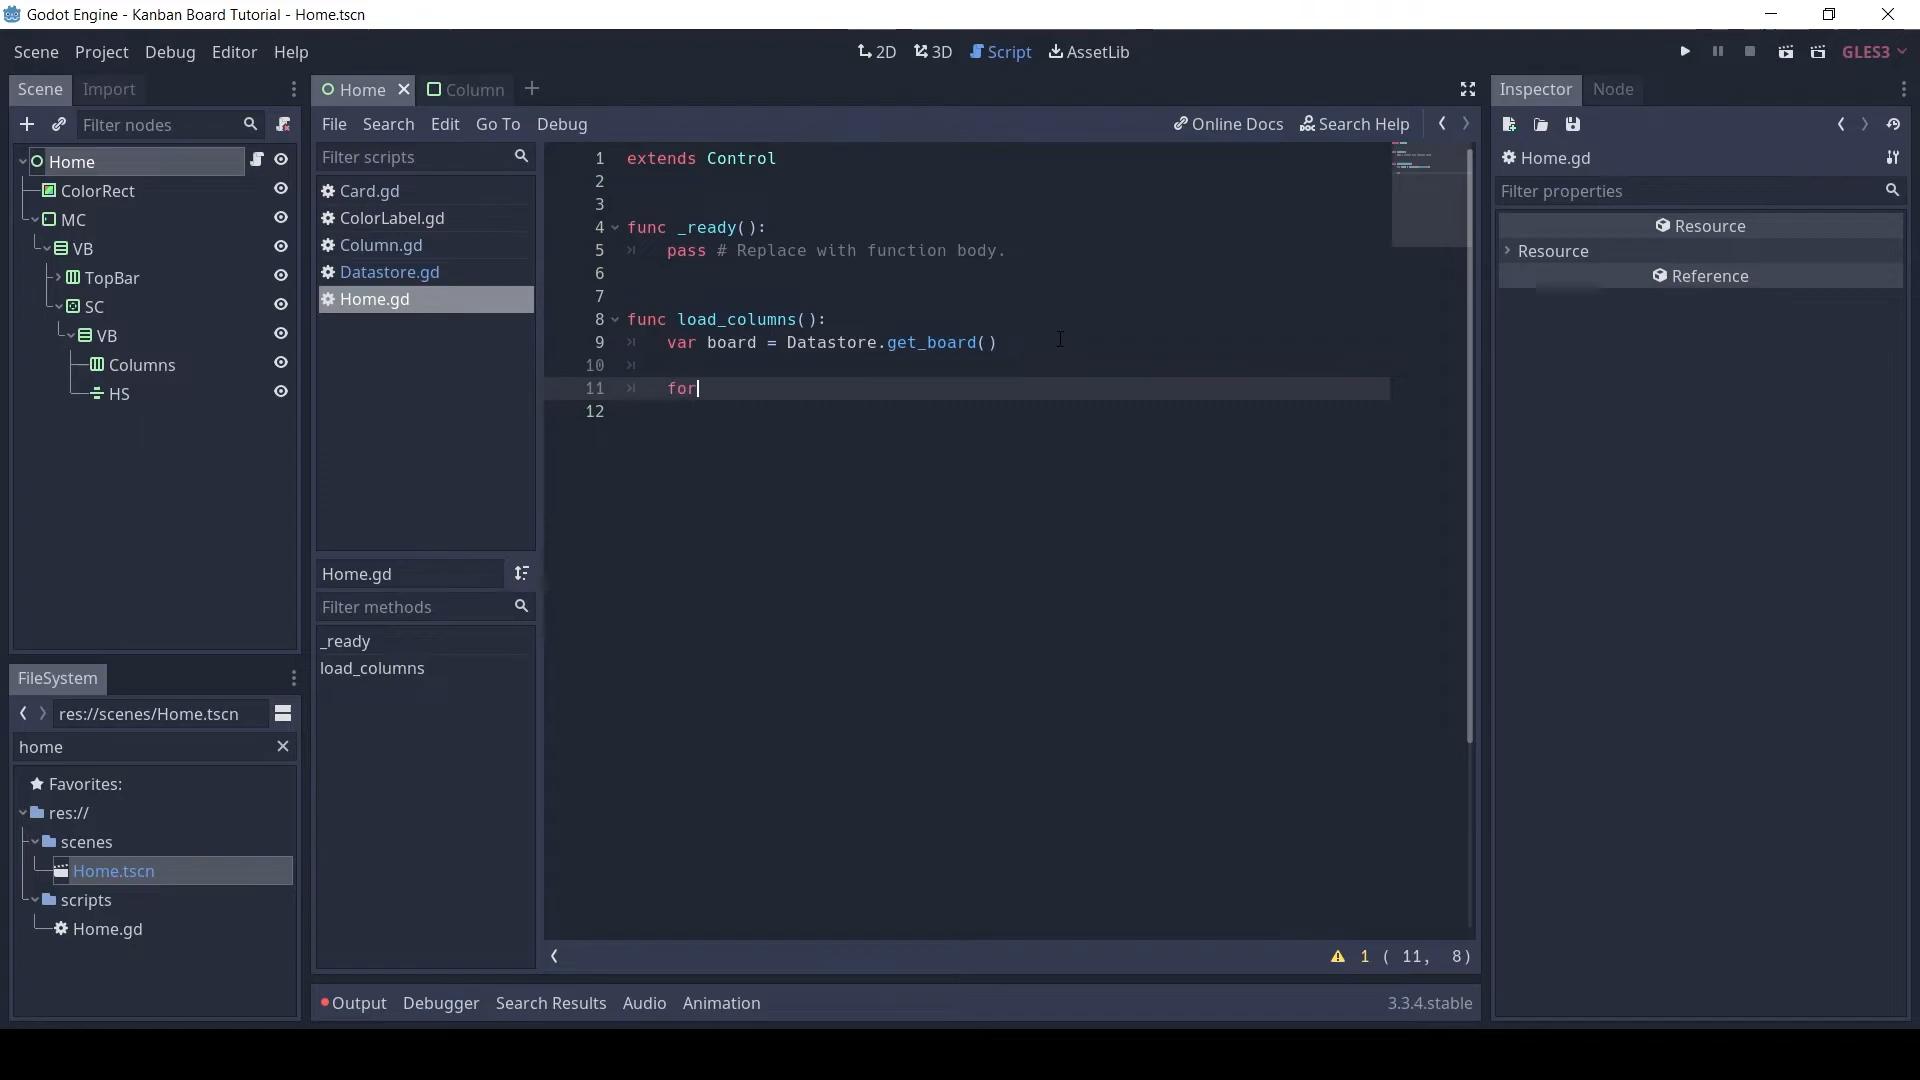 Godot Engine - Kanban Board Tutorial - Home.tscn
Scene Project Debug Editor Help
2D 3D Script AssetLib
GLES3
Scene Import
Filter nodes
Home
ColorRect
MC
VB
TopBar
SC
VB
Columns
HS
FileSystem
res://scenes/Home.tscn
home
Favorites:
res://
scenes
Home.tscn
scripts
Home.gd
Home Column
File Search Edit Go To Debug
Online Docs Search Help
Filter scripts
Card.gd
ColorLabel.gd
Column.gd
Datastore.gd
Home.gd
Home.gd
Filter methods
_ready
load_columns
1 extends Control
2
3
4 func _ready():
5 pass # Replace with function body.
6
7
8 func load_columns():
9 var board = Datastore.get_board()
10
11 for
12
1 ( 11, 8)
Output Debugger Search Results Audio Animation
3.3.4.stable
Inspector Node
Home.gd
Filter properties
Resource
Resource
Reference